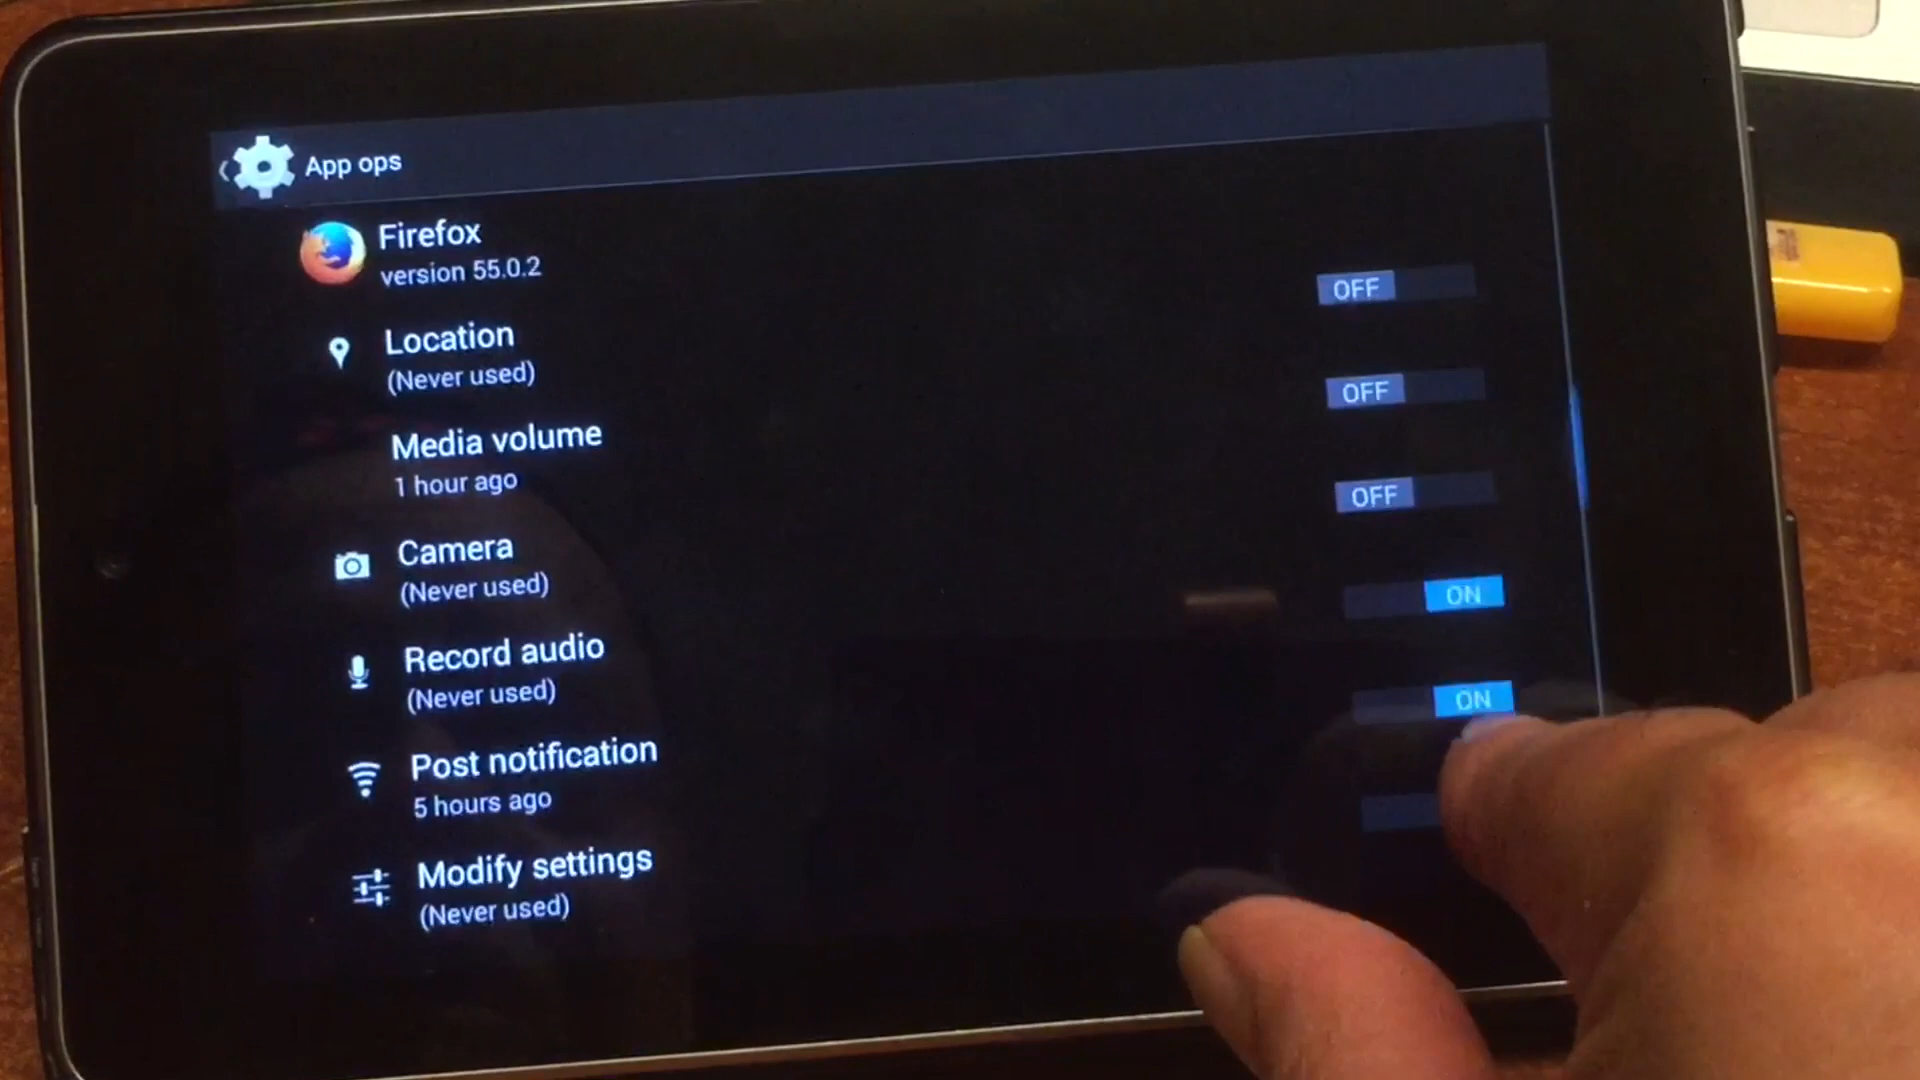 App ops
Firefox
version 55.0.2
OFF
Location
(Never used)
OFF
Media volume
1 hour ago
OFF
Camera
(Never used)
ON
Record audio
(Never used)
ON
Post notification
5 hours ago
Modify settings
(Never used)